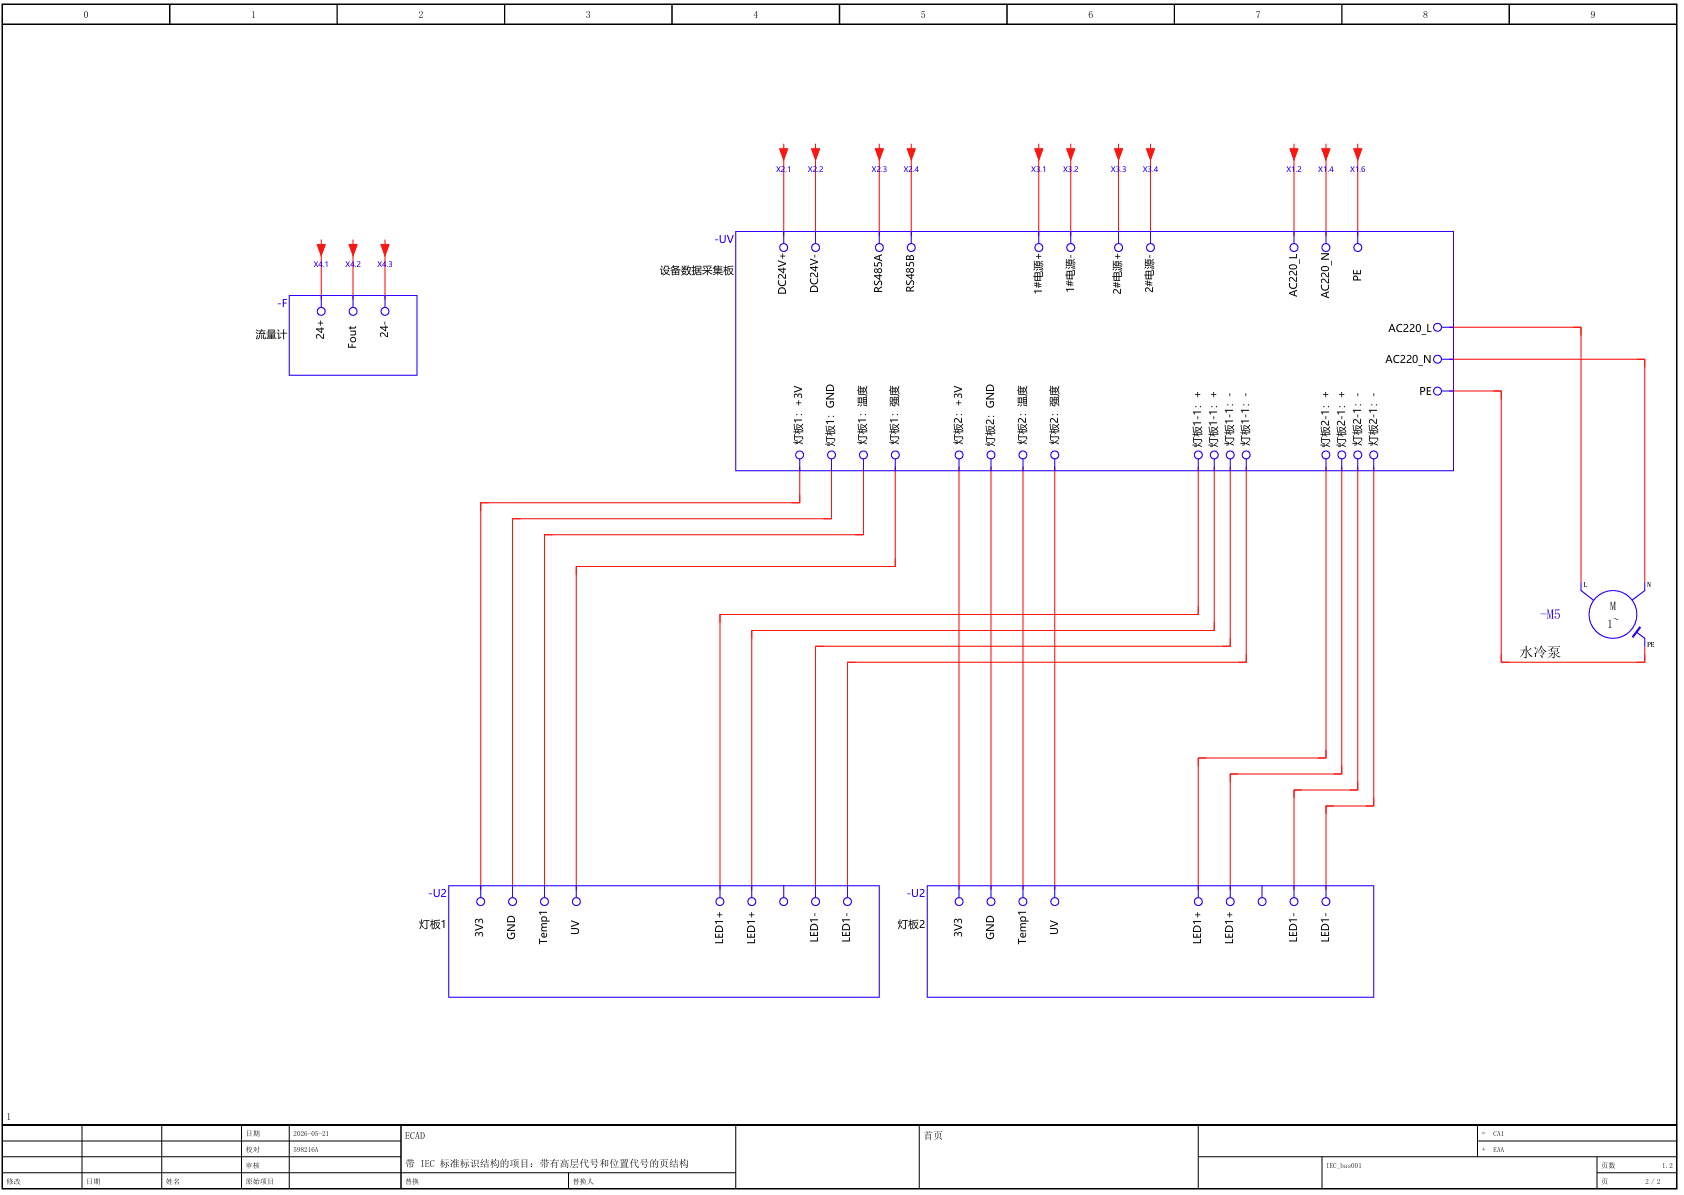 0 1 2 3 4 5 6 7 8 9
X2.1 X2.2 X2.3 X2.4 X3.1 X3.2 X3.3 X3.4 X1.2 X1.4 X1.6
-UV
设备数据采集板
DC24V+
DC24V-
RS485A
RS485B
1#电源+
1#电源-
2#电源+
2#电源-
AC220_L
AC220_N
PE
X4.1 X4.2 X4.3
-F
流量计
24+
Fout
24-
AC220_L
AC220_N
PE
灯板1: +3V
灯板1: GND
灯板1: 温度
灯板1: 强度
灯板2: +3V
灯板2: GND
灯板2: 温度
灯板2: 强度
灯板1-1: +
灯板1-1: +
灯板1-1: -
灯板1-1: -
灯板2-1: +
灯板2-1: +
灯板2-1: -
灯板2-1: -
L N
-M5
M
1~
PE
水冷泵
-U2
灯板1
3V3
GND
Temp1
UV
LED1+
LED1+
LED1-
LED1-
-U2
灯板2
3V3
GND
Temp1
UV
LED1+
LED1+
LED1-
LED1-
1
日期 2026-05-21
校对 598216A
审核
修改 日期 姓名 原始项目
ECAD
带 IEC 标准标识结构的项目: 带有高层代号和位置代号的页结构
替换 替换人
首页
= CA1
+ EAA
IEC_bas001
页数 1.2
页 2 / 2